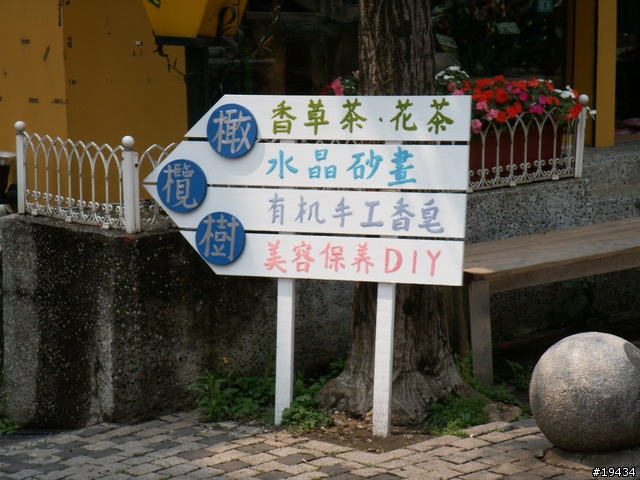 橄欖樹
香草茶·花茶
水晶砂畫
有机手工香皂
美容保养DIY
#19434